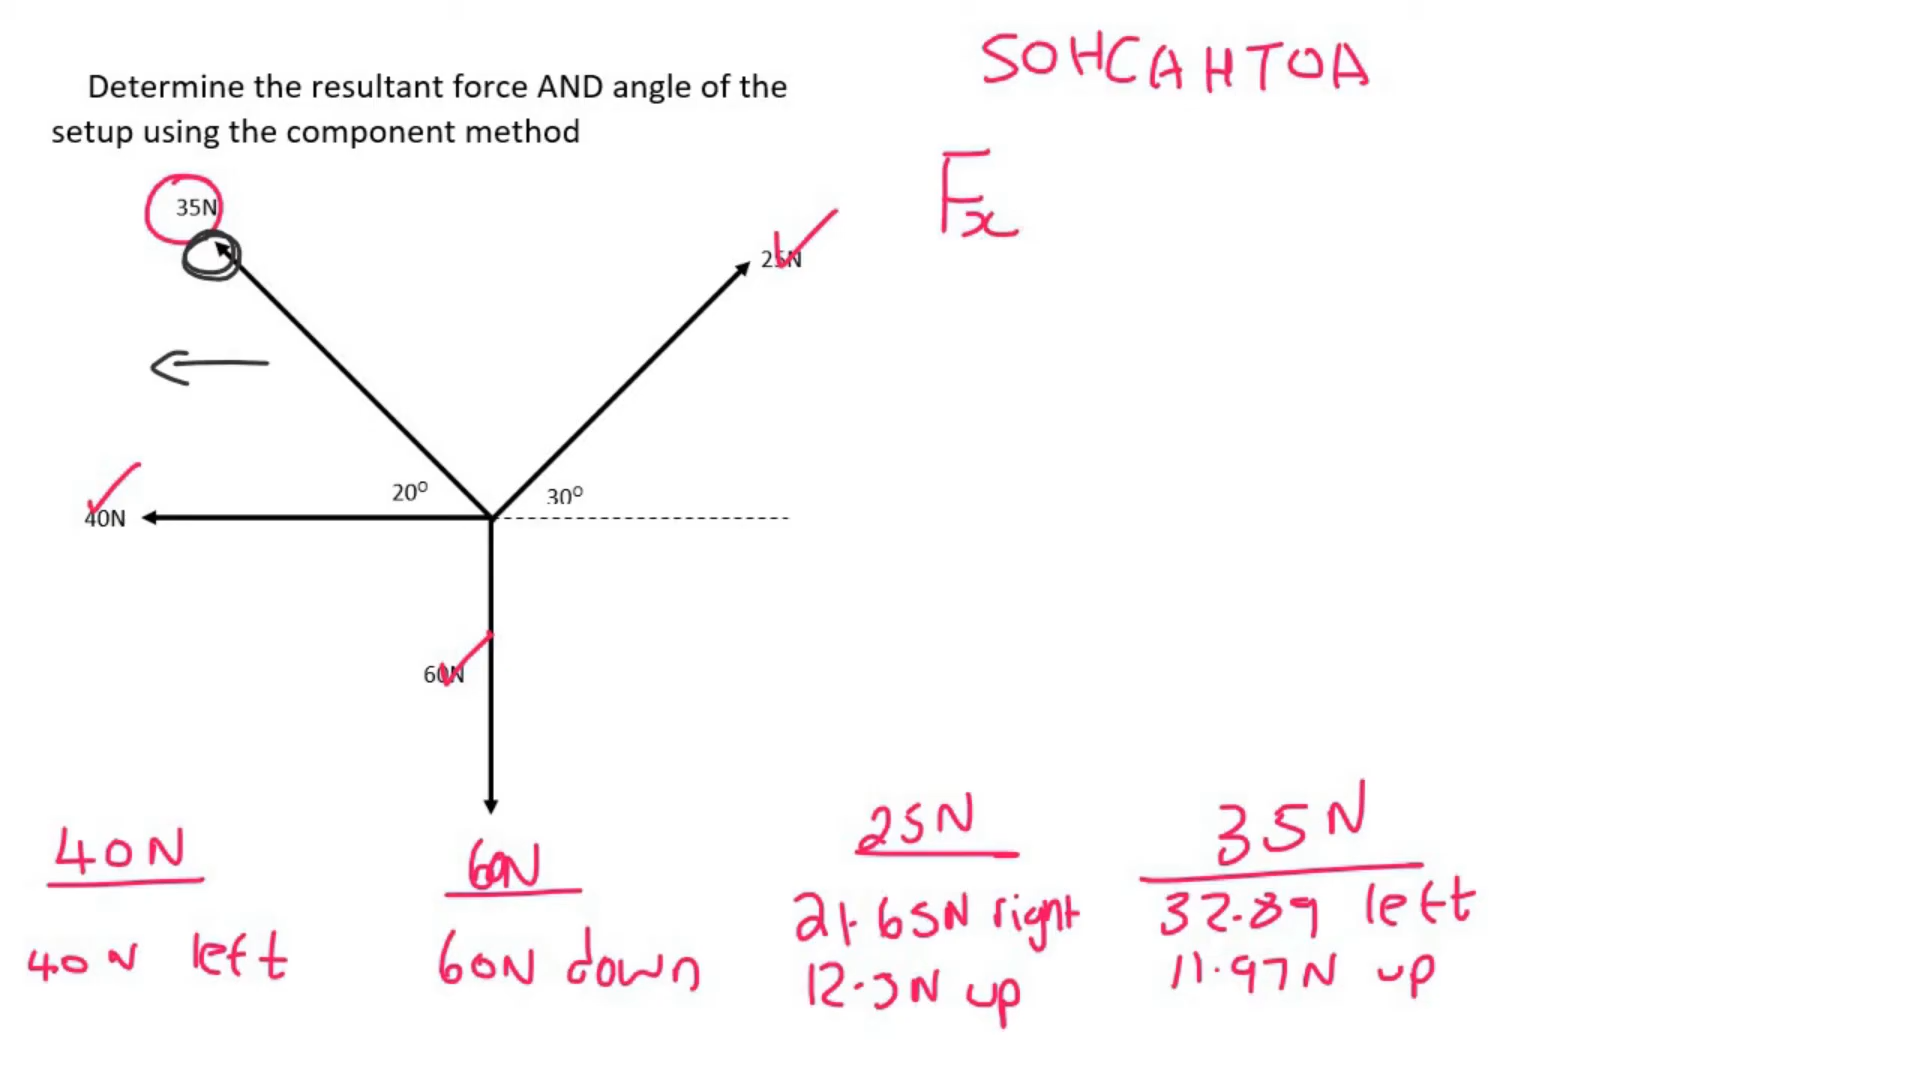 SOHCAHTOA
Determine the resultant force AND angle of the
setup using the component method
Fx
35N
25N
20⁰
30⁰
40N
60N
40N
40N left
60N
60N down
25N
21.65N right
12.5N up
35N
32.89 left
11.97N up